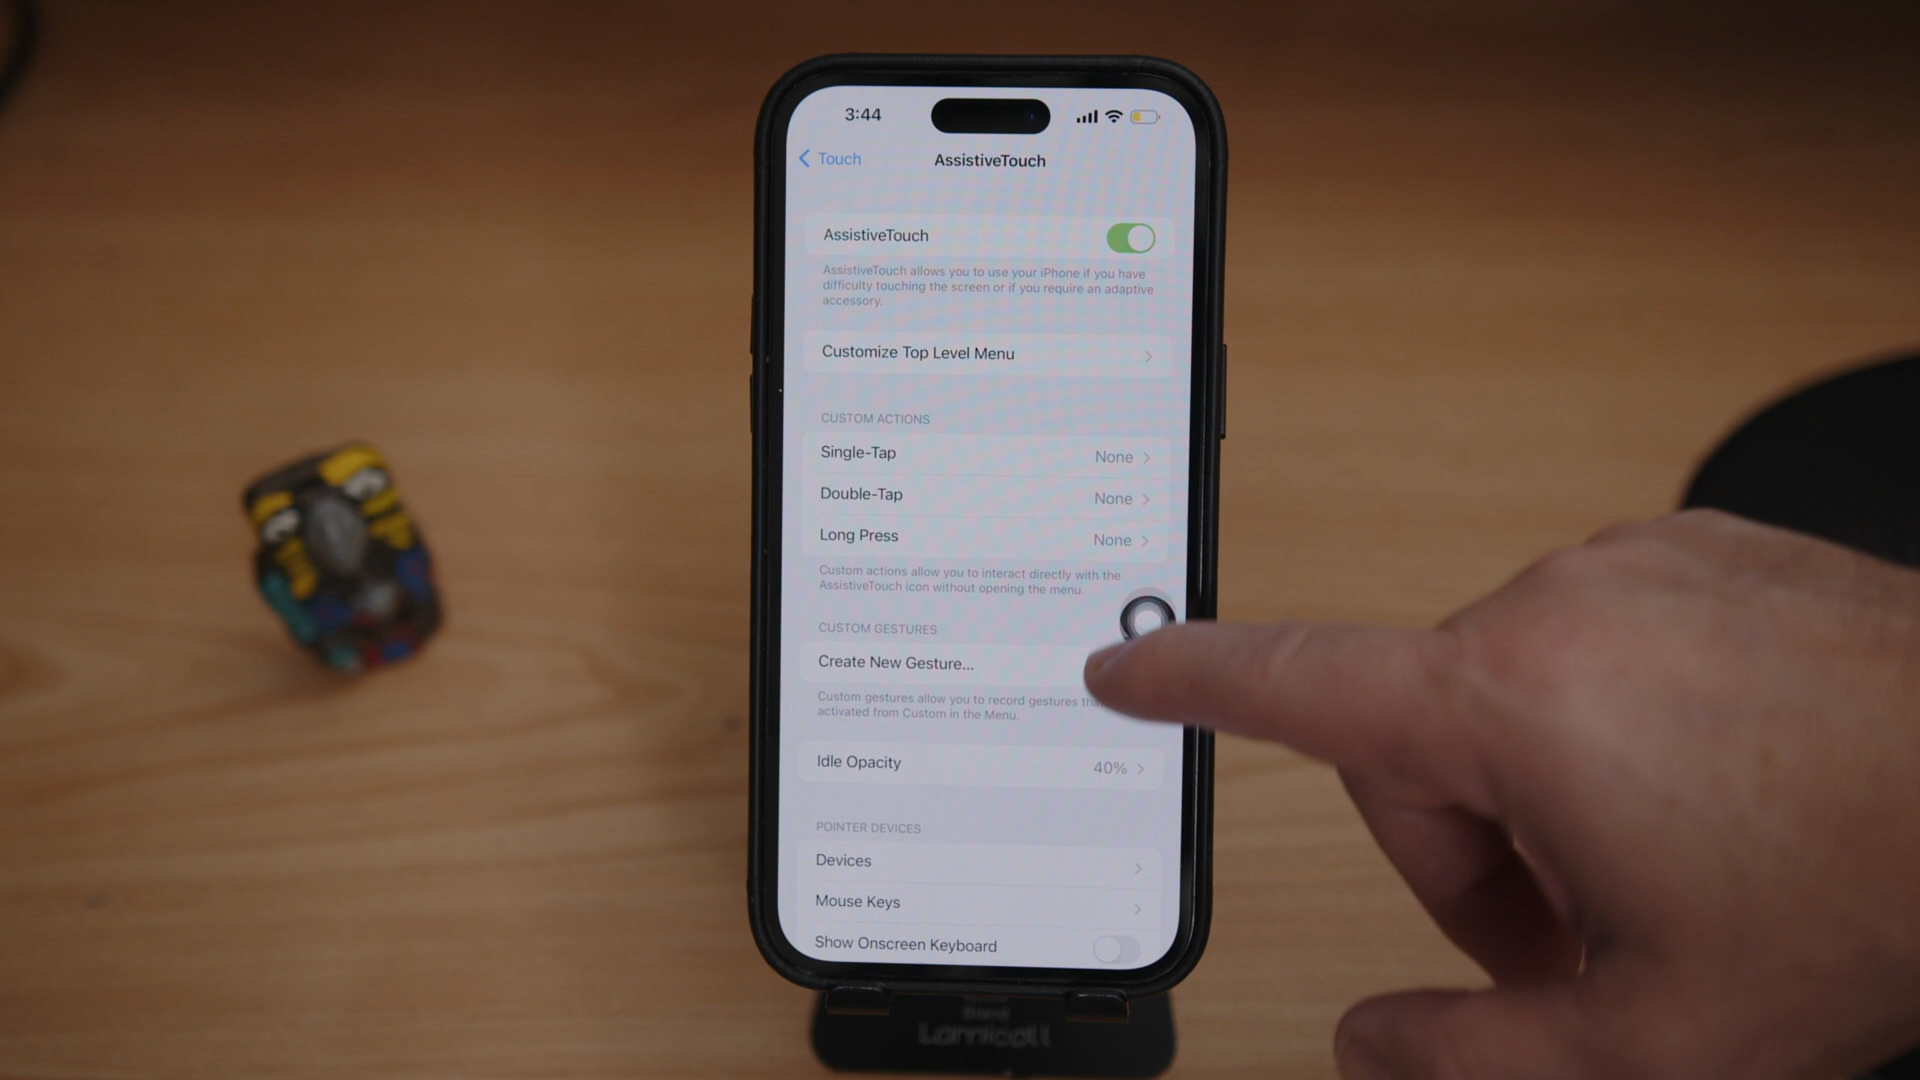 3:44
Touch
AssistiveTouch
AssistiveTouch
AssistiveTouch allows you to use your iPhone if you have
difficulty touching the screen or if you require an adaptive
accessory.
Customize Top Level Menu
CUSTOM ACTIONS
Single-Tap None
Double-Tap None
Long Press None
Custom actions allow you to interact directly with the
AssistiveTouch icon without opening the menu.
CUSTOM GESTURES
Create New Gesture...
Custom gestures allow you to record gestures
activated from Custom in the Menu.
Idle Opacity 40%
POINTER DEVICES
Devices
Mouse Keys
Show Onscreen Keyboard
Lamicall